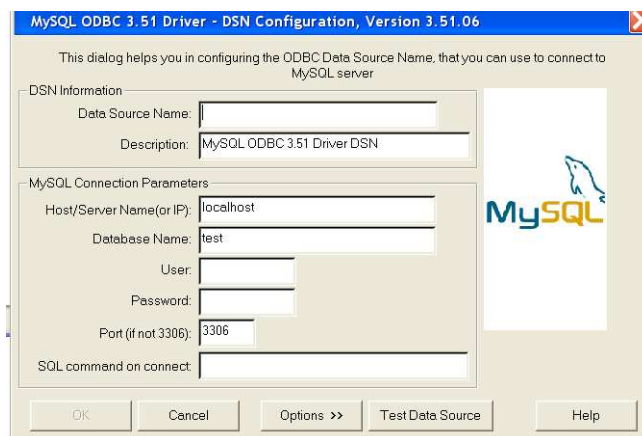 MySQL ODBC 3.51 Driver - DSN Configuration, Version 3.51.06
This dialog helps you in configuring the ODBC Data Source Name, that you can use to connect to
MySQL server
DSN Information
Data Source Name:
Description: MySQL ODBC 3.51 Driver DSN
MySQL
MySQL Connection Parameters
Host/Server Name(or IP): localhost
Database Name: test
User:
Password:
Port (if not 3306): 3306
SQL command on connect:
OK Cancel Options >> Test Data Source Help